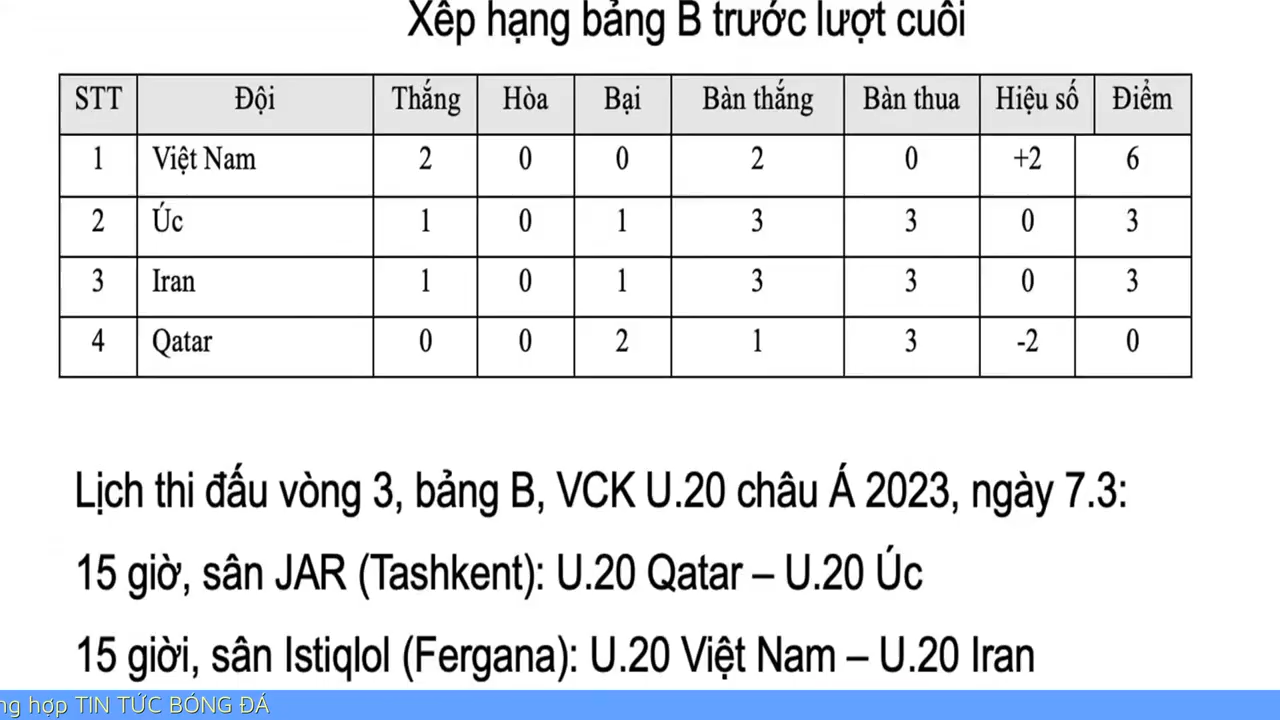 Xếp hạng bảng B trước lượt cuối
STT Đội Thắng Hòa Bại Bàn thắng Bàn thua Hiệu số Điểm
1 Việt Nam 2 0 0 2 0 +2 6
2 Úc 1 0 1 3 3 0 3
3 Iran 1 0 1 3 3 0 3
4 Qatar 0 0 2 1 3 -2 0
Lịch thi đấu vòng 3, bảng B, VCK U.20 châu Á 2023, ngày 7.3:
15 giờ, sân JAR (Tashkent): U.20 Qatar – U.20 Úc
15 giời, sân Istiqlol (Fergana): U.20 Việt Nam – U.20 Iran
hợp TIN TỨC BÓNG ĐÁ